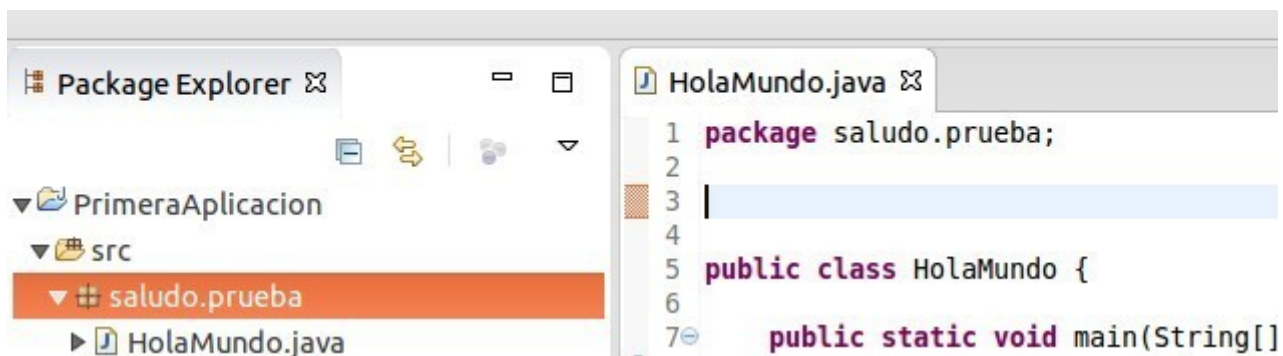 Package Explorer
PrimeraAplicacion
src
saludo.prueba
HolaMundo.java
HolaMundo.java
1 package saludo.prueba;
2
3
4
5 public class HolaMundo {
6
7 public static void main(String[]